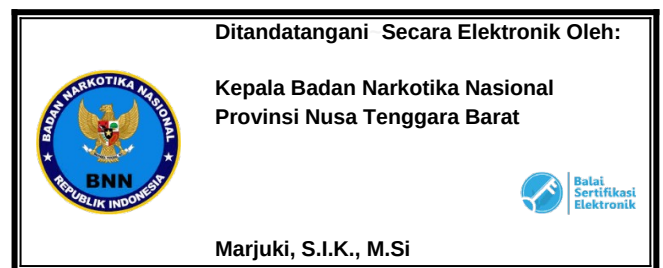 Ditandatangani Secara Elektronik Oleh:
Kepala Badan Narkotika Nasional
Provinsi Nusa Tenggara Barat
BADAN NARKOTIKA NASIONAL
BNN
REPUBLIK INDONESIA
Balai
Sertifikasi
Elektronik
Marjuki, S.I.K., M.Si